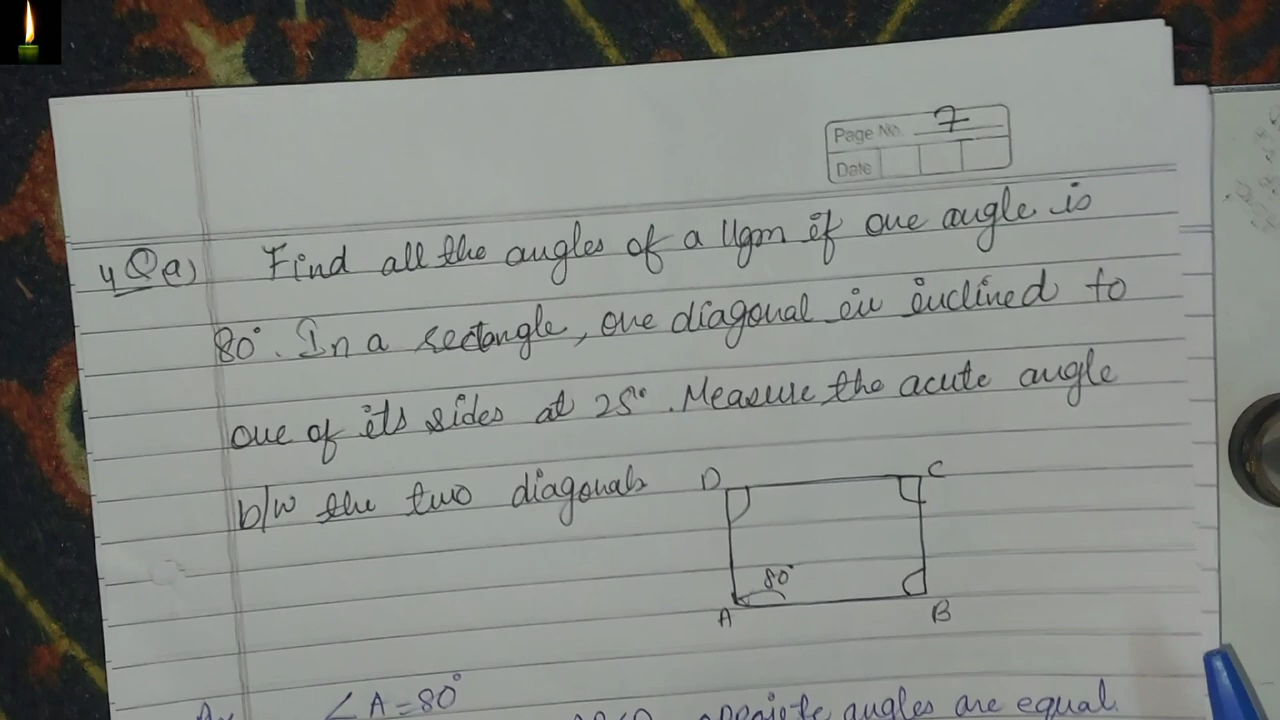 Page No. 7
Date
4 Q a) Find all the angles of a llgm if one angle is
80°. In a rectangle, one diagonal in inclined to
one of its sides at 25°. Measure the acute angle
b/w the two diagonals
D C
80°
A B
∠A = 80°
opposite angles are equal.